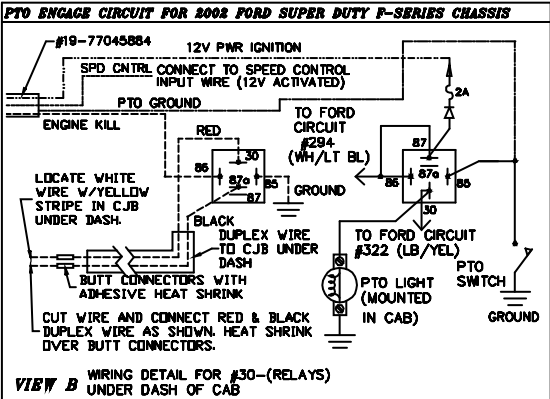 PTO ENGAGE CIRCUIT FOR 2002 FORD SUPER DUTY F-SERIES CHASSIS
#19-77045884
12V PWR IGNITION
SPD CNTRL CONNECT TO SPEED CONTROL
INPUT WIRE (12V ACTIVATED)
2A
PTO GROUND
TO FORD
CIRCUIT
#294
(WH/LT BL)
ENGINE KILL
RED
87
30
86
87a
85
87
86
87a
85
30
LOCATE WHITE
WIRE W/YELLOW
STRIPE IN CJB
UNDER DASH.
GROUND
BLACK
DUPLEX WIRE
TO CJB UNDER
DASH
TO FORD CIRCUIT
#322 (LB/YEL)
BUTT CONNECTORS WITH
ADHESIVE HEAT SHRINK
PTO LIGHT
(MOUNTED
IN CAB)
PTO
SWITCH
GROUND
CUT WIRE AND CONNECT RED & BLACK
DUPLEX WIRE AS SHOWN. HEAT SHRINK
OVER BUTT CONNECTORS.
VIEW B WIRING DETAIL FOR #30-(RELAYS)
UNDER DASH OF CAB